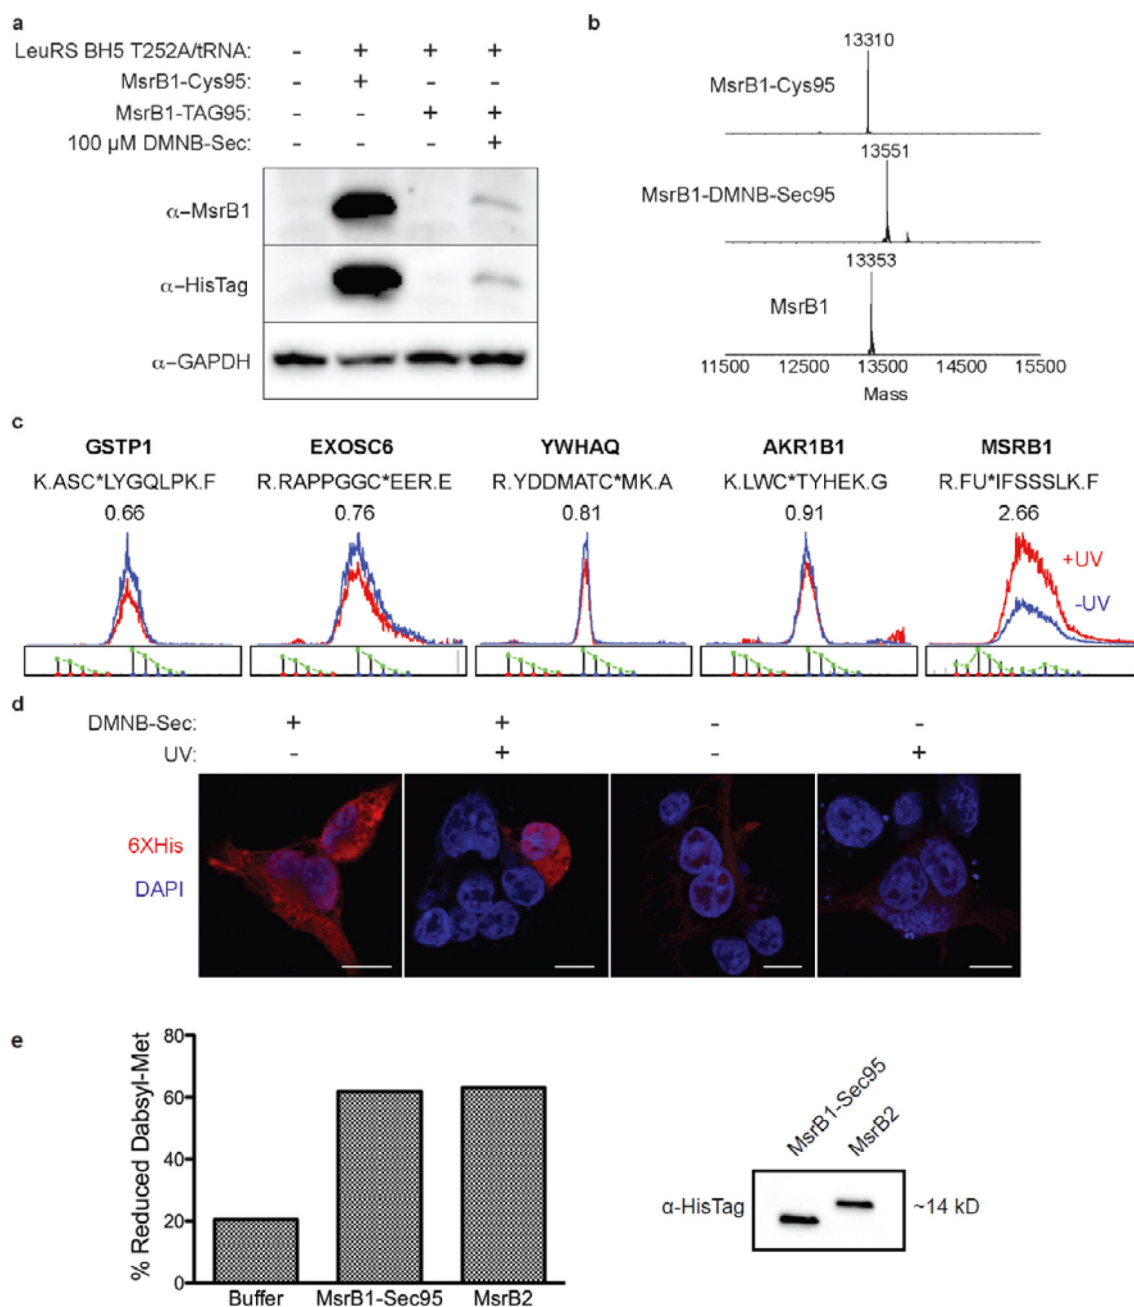 a
LeuRS BH5 T252A/tRNA: - + + +
MsrB1-Cys95: - + - -
MsrB1-TAG95: - - + +
100 µM DMNB-Sec: - - - +
α-MsrB1
α-HisTag
α-GAPDH
b
13310
MsrB1-Cys95
13551
MsrB1-DMNB-Sec95
13353
MsrB1
11500 12500 13500 14500 15500
Mass
c
GSTP1 EXOSC6 YWHAQ AKR1B1 MSRB1
K.ASC*LYGQLPK.F R.RAPPGGC*EER.E R.YDDMATC*MK.A K.LWC*TYHEK.G R.FU*IFSSSLK.F
0.66 0.76 0.81 0.91 2.66
+UV
-UV
d
DMNB-Sec: + + - -
UV: - + - +
6XHis
DAPI
e
% Reduced Dabsyl-Met
80
60
40
20
0
Buffer MsrB1-Sec95 MsrB2
MsrB1-Sec95
MsrB2
α-HisTag
~14 kD